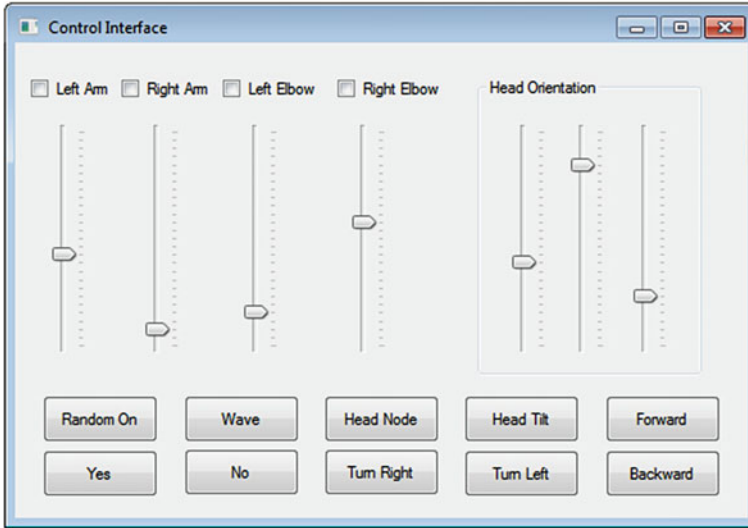 Control Interface
Left Arm Right Arm Left Elbow Right Elbow Head Orientation
Random On Wave Head Node Head Tilt Forward
Yes No Turn Right Turn Left Backward